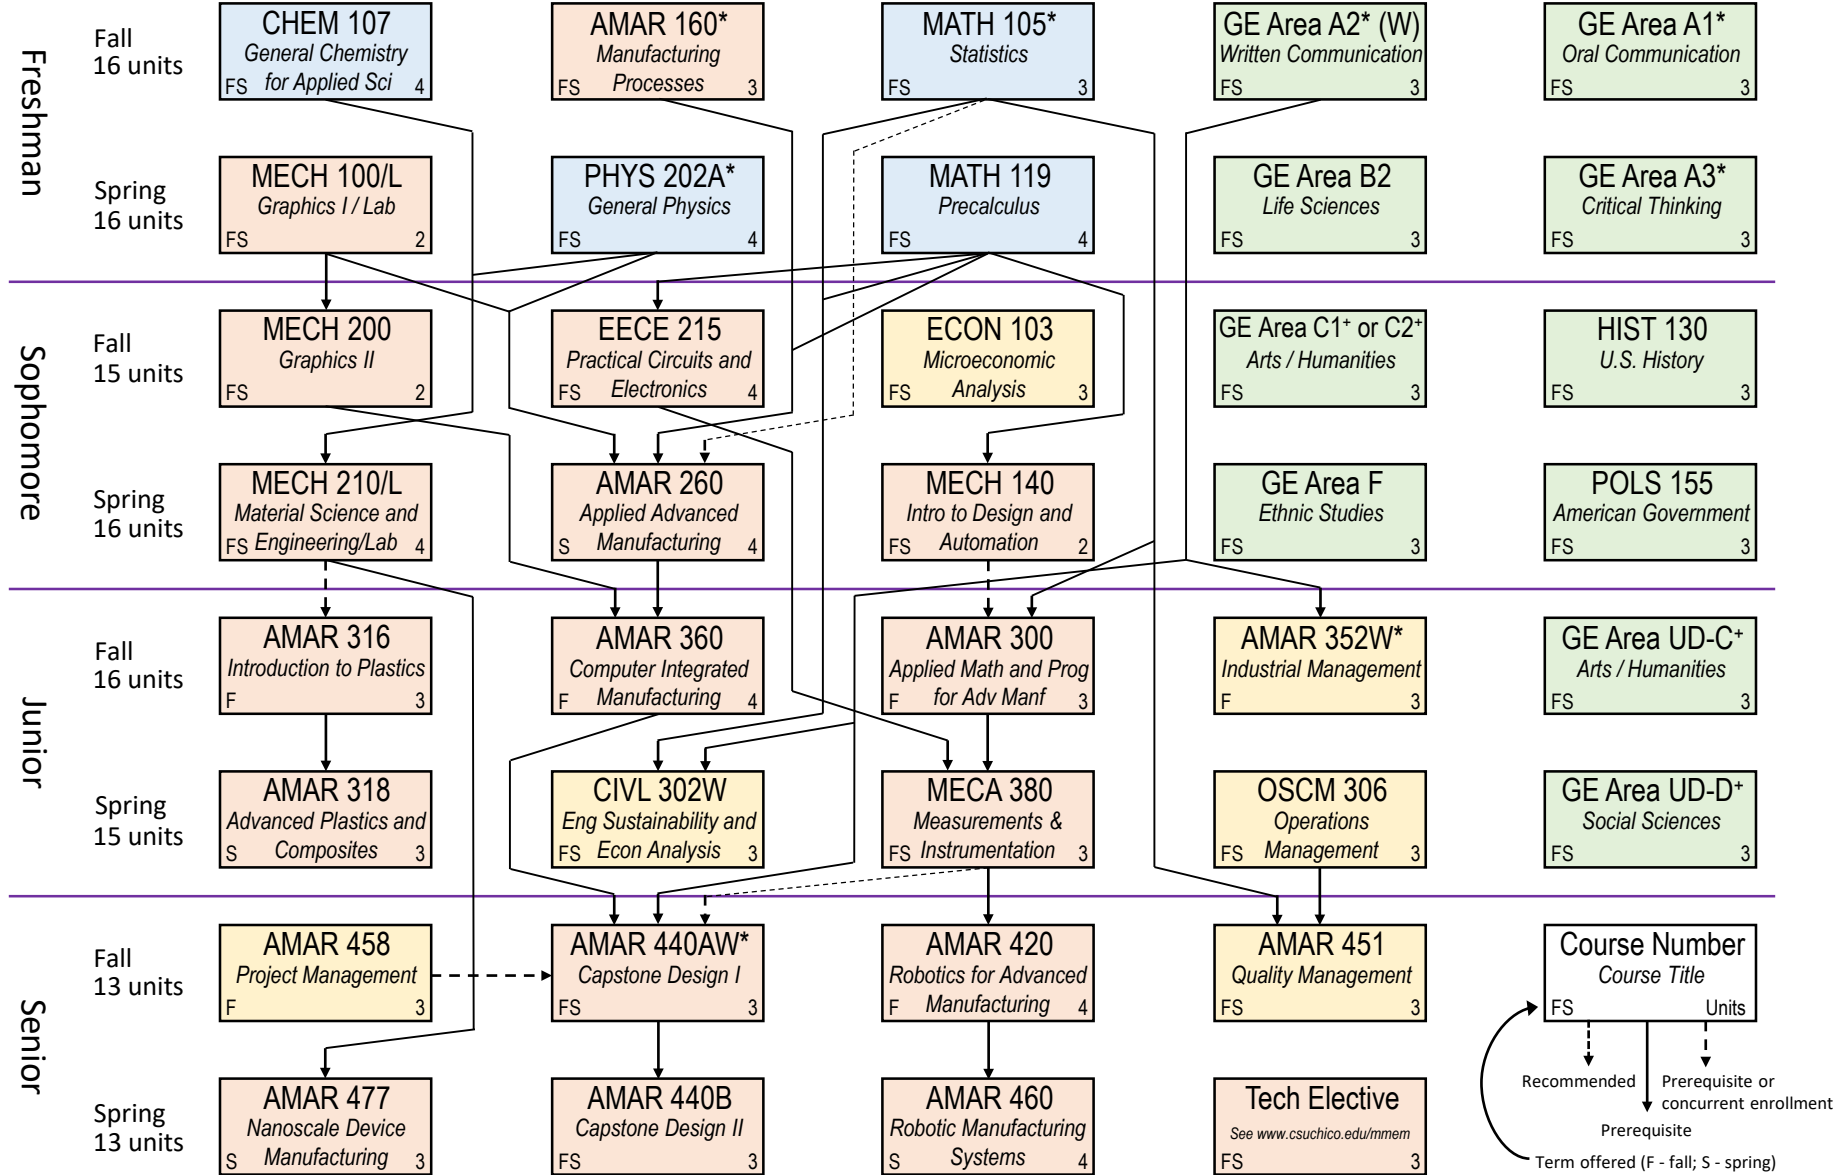 Freshman
Fall
16 units
CHEM 107
General Chemistry
for Applied Sci
FS
4
AMAR 160*
Manufacturing
Processes
FS
3
MATH 105*
Statistics
FS
3
GE Area A2* (W)
Written Communication
FS
3
GE Area A1*
Oral Communication
FS
3
Spring
16 units
MECH 100/L
Graphics I / Lab
FS
2
PHYS 202A*
General Physics
FS
4
MATH 119
Precalculus
FS
4
GE Area B2
Life Sciences
FS
3
GE Area A3*
Critical Thinking
FS
3
Sophomore
Fall
15 units
MECH 200
Graphics II
FS
2
EECE 215
Practical Circuits and
Electronics
FS
4
ECON 103
Microeconomic
Analysis
FS
3
GE Area C1+ or C2+
Arts / Humanities
FS
3
HIST 130
U.S. History
FS
3
Spring
16 units
MECH 210/L
Material Science and
Engineering/Lab
FS
4
AMAR 260
Applied Advanced
Manufacturing
S
4
MECH 140
Intro to Design and
Automation
FS
2
GE Area F
Ethnic Studies
FS
3
POLS 155
American Government
FS
3
Junior
Fall
16 units
AMAR 316
Introduction to Plastics
F
3
AMAR 360
Computer Integrated
Manufacturing
F
4
AMAR 300
Applied Math and Prog
for Adv Manf
F
3
AMAR 352W*
Industrial Management
F
3
GE Area UD-C+
Arts / Humanities
FS
3
Spring
15 units
AMAR 318
Advanced Plastics and
Composites
S
3
CIVL 302W
Eng Sustainability and
Econ Analysis
FS
3
MECA 380
Measurements &
Instrumentation
FS
3
OSCM 306
Operations
Management
FS
3
GE Area UD-D+
Social Sciences
FS
3
Senior
Fall
13 units
AMAR 458
Project Management
F
3
AMAR 440AW*
Capstone Design I
FS
3
AMAR 420
Robotics for Advanced
Manufacturing
F
4
AMAR 451
Quality Management
FS
3
Course Number
Course Title
FS
Units
Recommended
Prerequisite or
concurrent enrollment
Prerequisite
Term offered (F - fall; S - spring)
Spring
13 units
AMAR 477
Nanoscale Device
Manufacturing
S
3
AMAR 440B
Capstone Design II
FS
3
AMAR 460
Robotic Manufacturing
Systems
S
4
Tech Elective
See www.csuchico.edu/mmem
FS
3